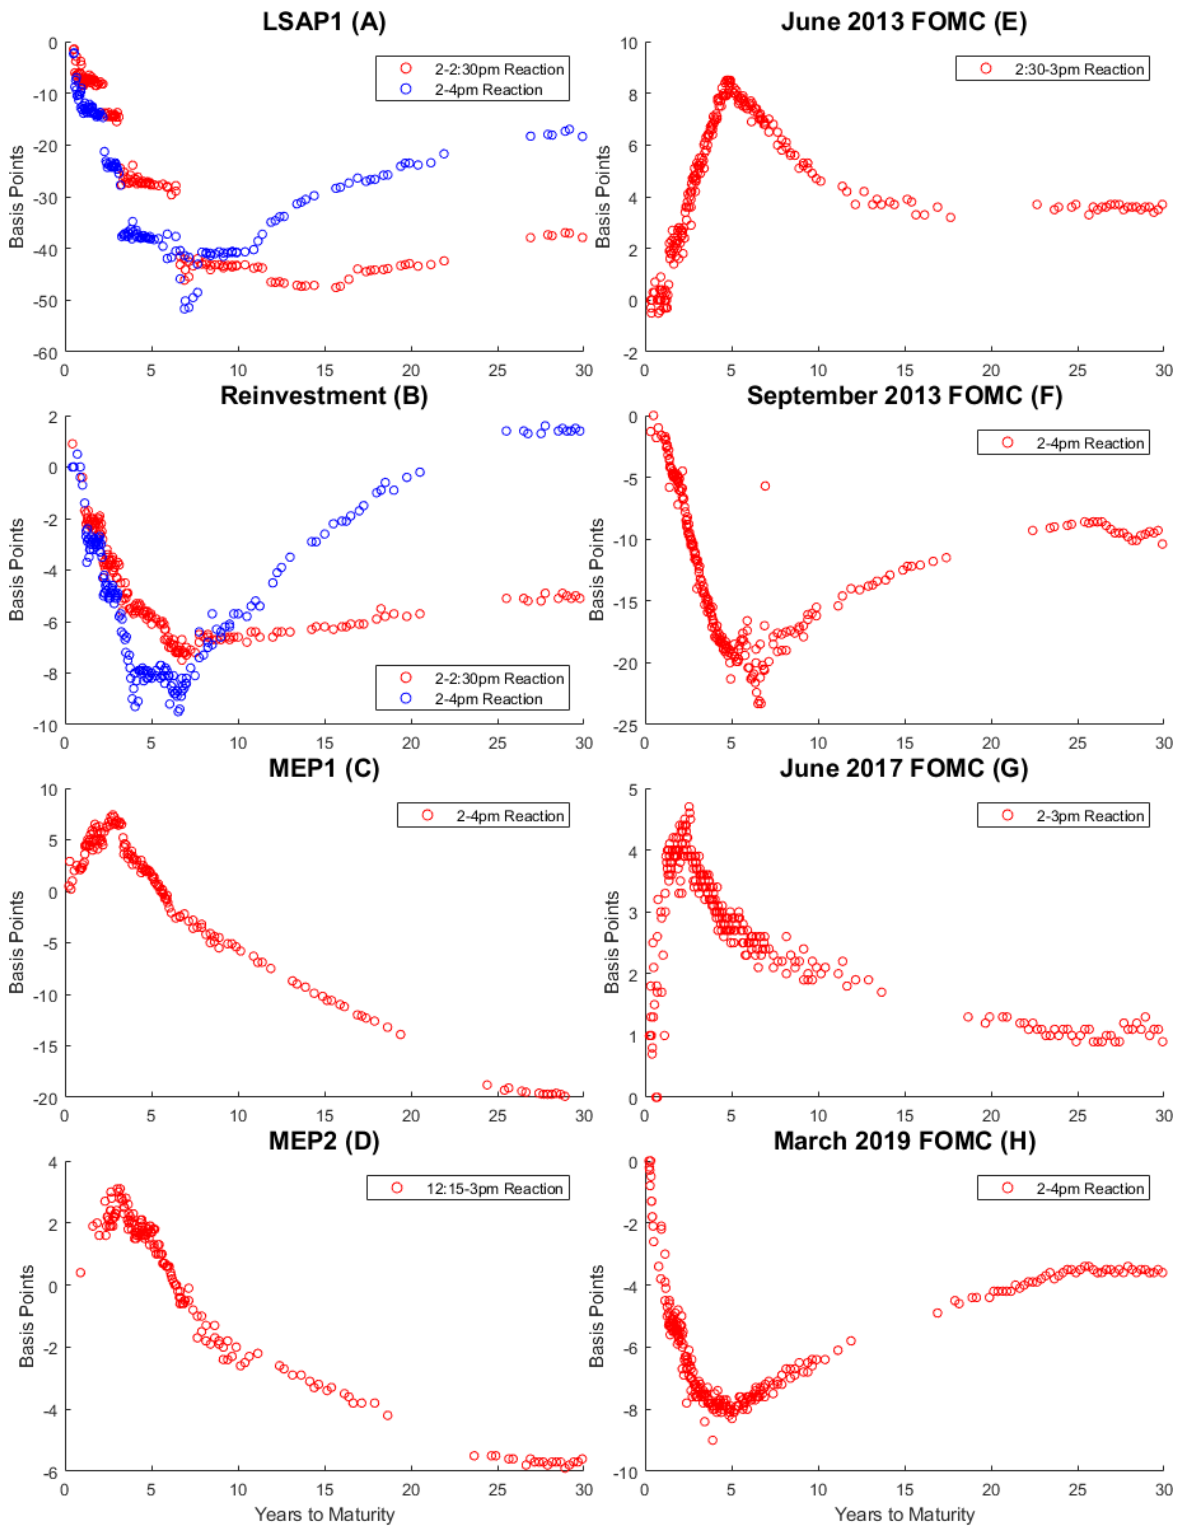 LSAP1 (A)
0
-10
-20
-30
-40
-50
-60
Basis Points
2-2:30pm Reaction
2-4pm Reaction
0 5 10 15 20 25 30
June 2013 FOMC (E)
10
8
6
4
2
0
-2
Basis Points
2:30-3pm Reaction
0 5 10 15 20 25 30
Reinvestment (B)
2
0
-2
-4
-6
-8
-10
Basis Points
2-2:30pm Reaction
2-4pm Reaction
0 5 10 15 20 25 30
September 2013 FOMC (F)
0
-5
-10
-15
-20
-25
Basis Points
2-4pm Reaction
0 5 10 15 20 25 30
MEP1 (C)
10
5
0
-5
-10
-15
-20
Basis Points
2-4pm Reaction
0 5 10 15 20 25 30
June 2017 FOMC (G)
5
4
3
2
1
0
Basis Points
2-3pm Reaction
0 5 10 15 20 25 30
MEP2 (D)
4
2
0
-2
-4
-6
Basis Points
12:15-3pm Reaction
0 5 10 15 20 25 30
Years to Maturity
March 2019 FOMC (H)
0
-2
-4
-6
-8
-10
Basis Points
2-4pm Reaction
0 5 10 15 20 25 30
Years to Maturity